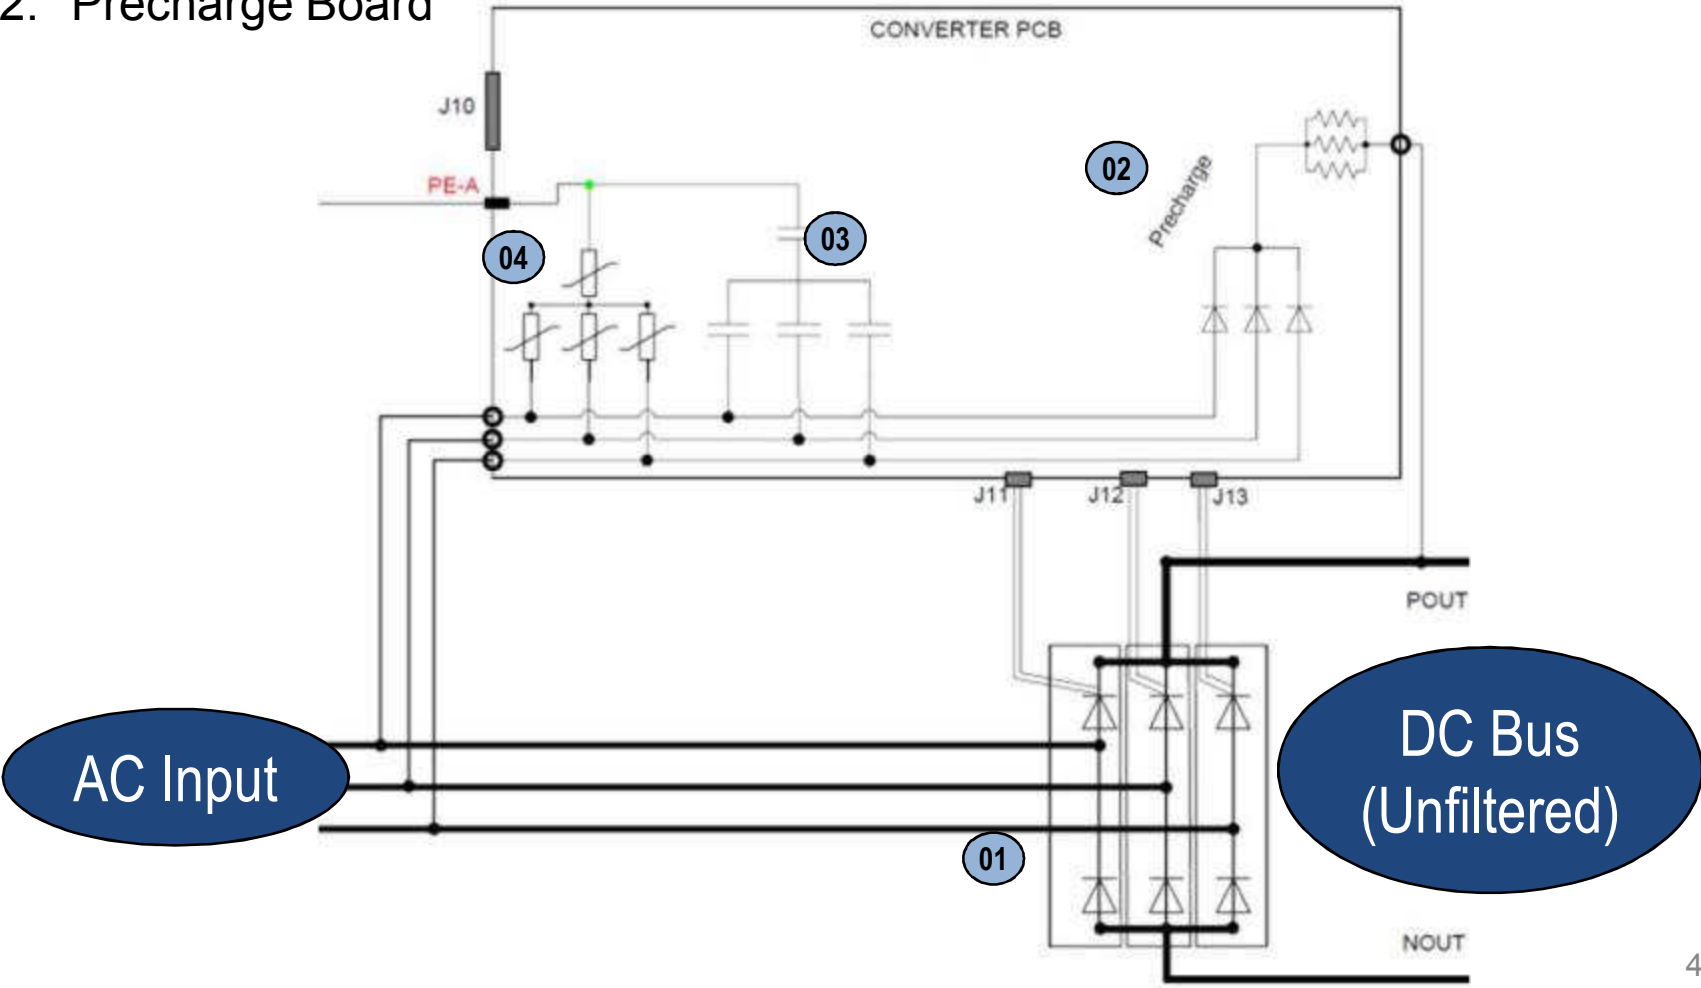 2. Precharge Board
CONVERTER PCB
J10
PE-A
02
Precharge
03
04
J11
J12
J13
POUT
AC Input
DC Bus
(Unfiltered)
01
NOUT
4